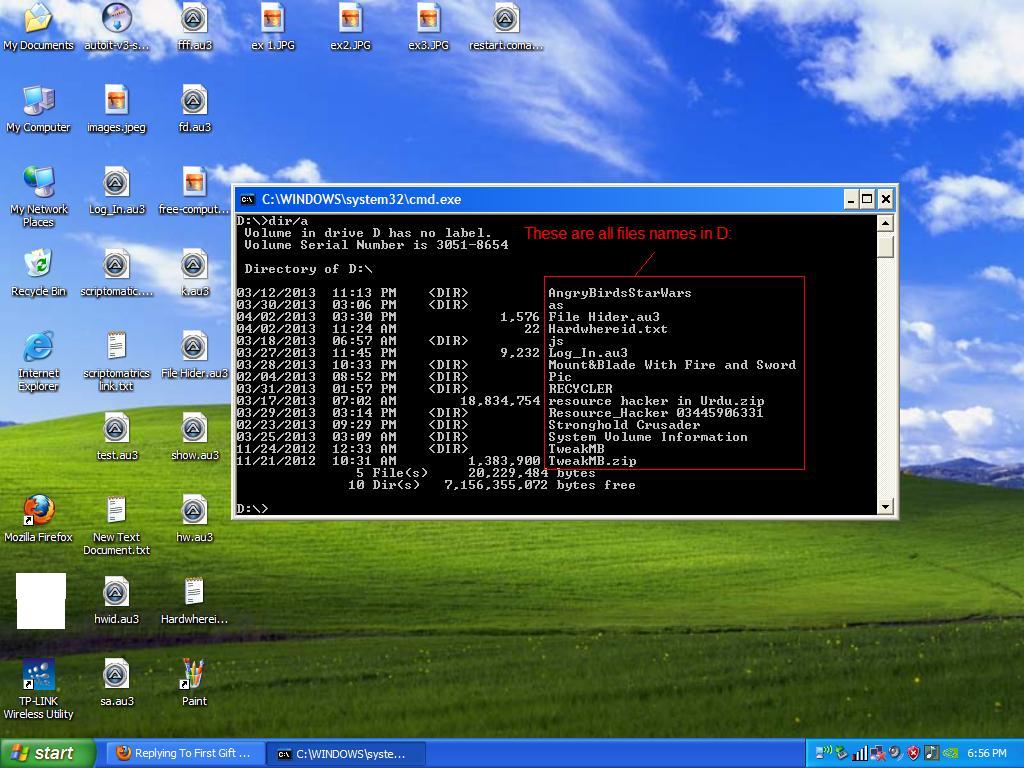 My Documents
autoit-v3-s...
fff.au3
ex 1.JPG
ex2.JPG
ex3.JPG
restart.coma...
My Computer
images.jpeg
fd.au3
My Network
Places
Log_In.au3
free-comput...
Recycle Bin
scriptomatic....
k.au3
Internet
Explorer
scriptomatrics
link.txt
File Hider.au3
test.au3
show.au3
Mozilla Firefox
New Text
Document.txt
hw.au3
hwid.au3
Hardwherei...
TP-LINK
Wireless Utility
sa.au3
Paint
C:\WINDOWS\system32\cmd.exe
D:\>dir/a
Volume in drive D has no label.
Volume Serial Number is 3051-8654
These are all files names in D:
Directory of D:\
03/12/2013 11:13 PM <DIR> AngryBirdsStarWars
03/30/2013 03:06 PM <DIR> as
04/02/2013 03:30 PM 1,576 File Hider.au3
04/02/2013 11:24 AM 22 Hardwhereid.txt
03/18/2013 06:57 AM <DIR> js
03/27/2013 11:45 PM 9,232 Log_In.au3
03/28/2013 10:33 PM <DIR> Mount&Blade With Fire and Sword
02/04/2013 08:52 PM <DIR> Pic
03/31/2013 01:57 PM <DIR> RECYCLER
03/17/2013 07:02 AM 18,834,754 resource hacker in Urdu.zip
03/29/2013 03:14 PM <DIR> Resource_Hacker 03445906331
02/23/2013 09:29 PM <DIR> Stronghold Crusader
03/25/2013 03:09 AM <DIR> System Volume Information
11/24/2012 12:33 AM <DIR> TweakMB
11/21/2012 10:31 AM 1,383,900 TweakMB.zip
5 File(s) 20,229,484 bytes
10 Dir(s) 7,156,355,072 bytes free
D:\>
start
Replying To First Gift ...
C:\WINDOWS\syste...
6:56 PM